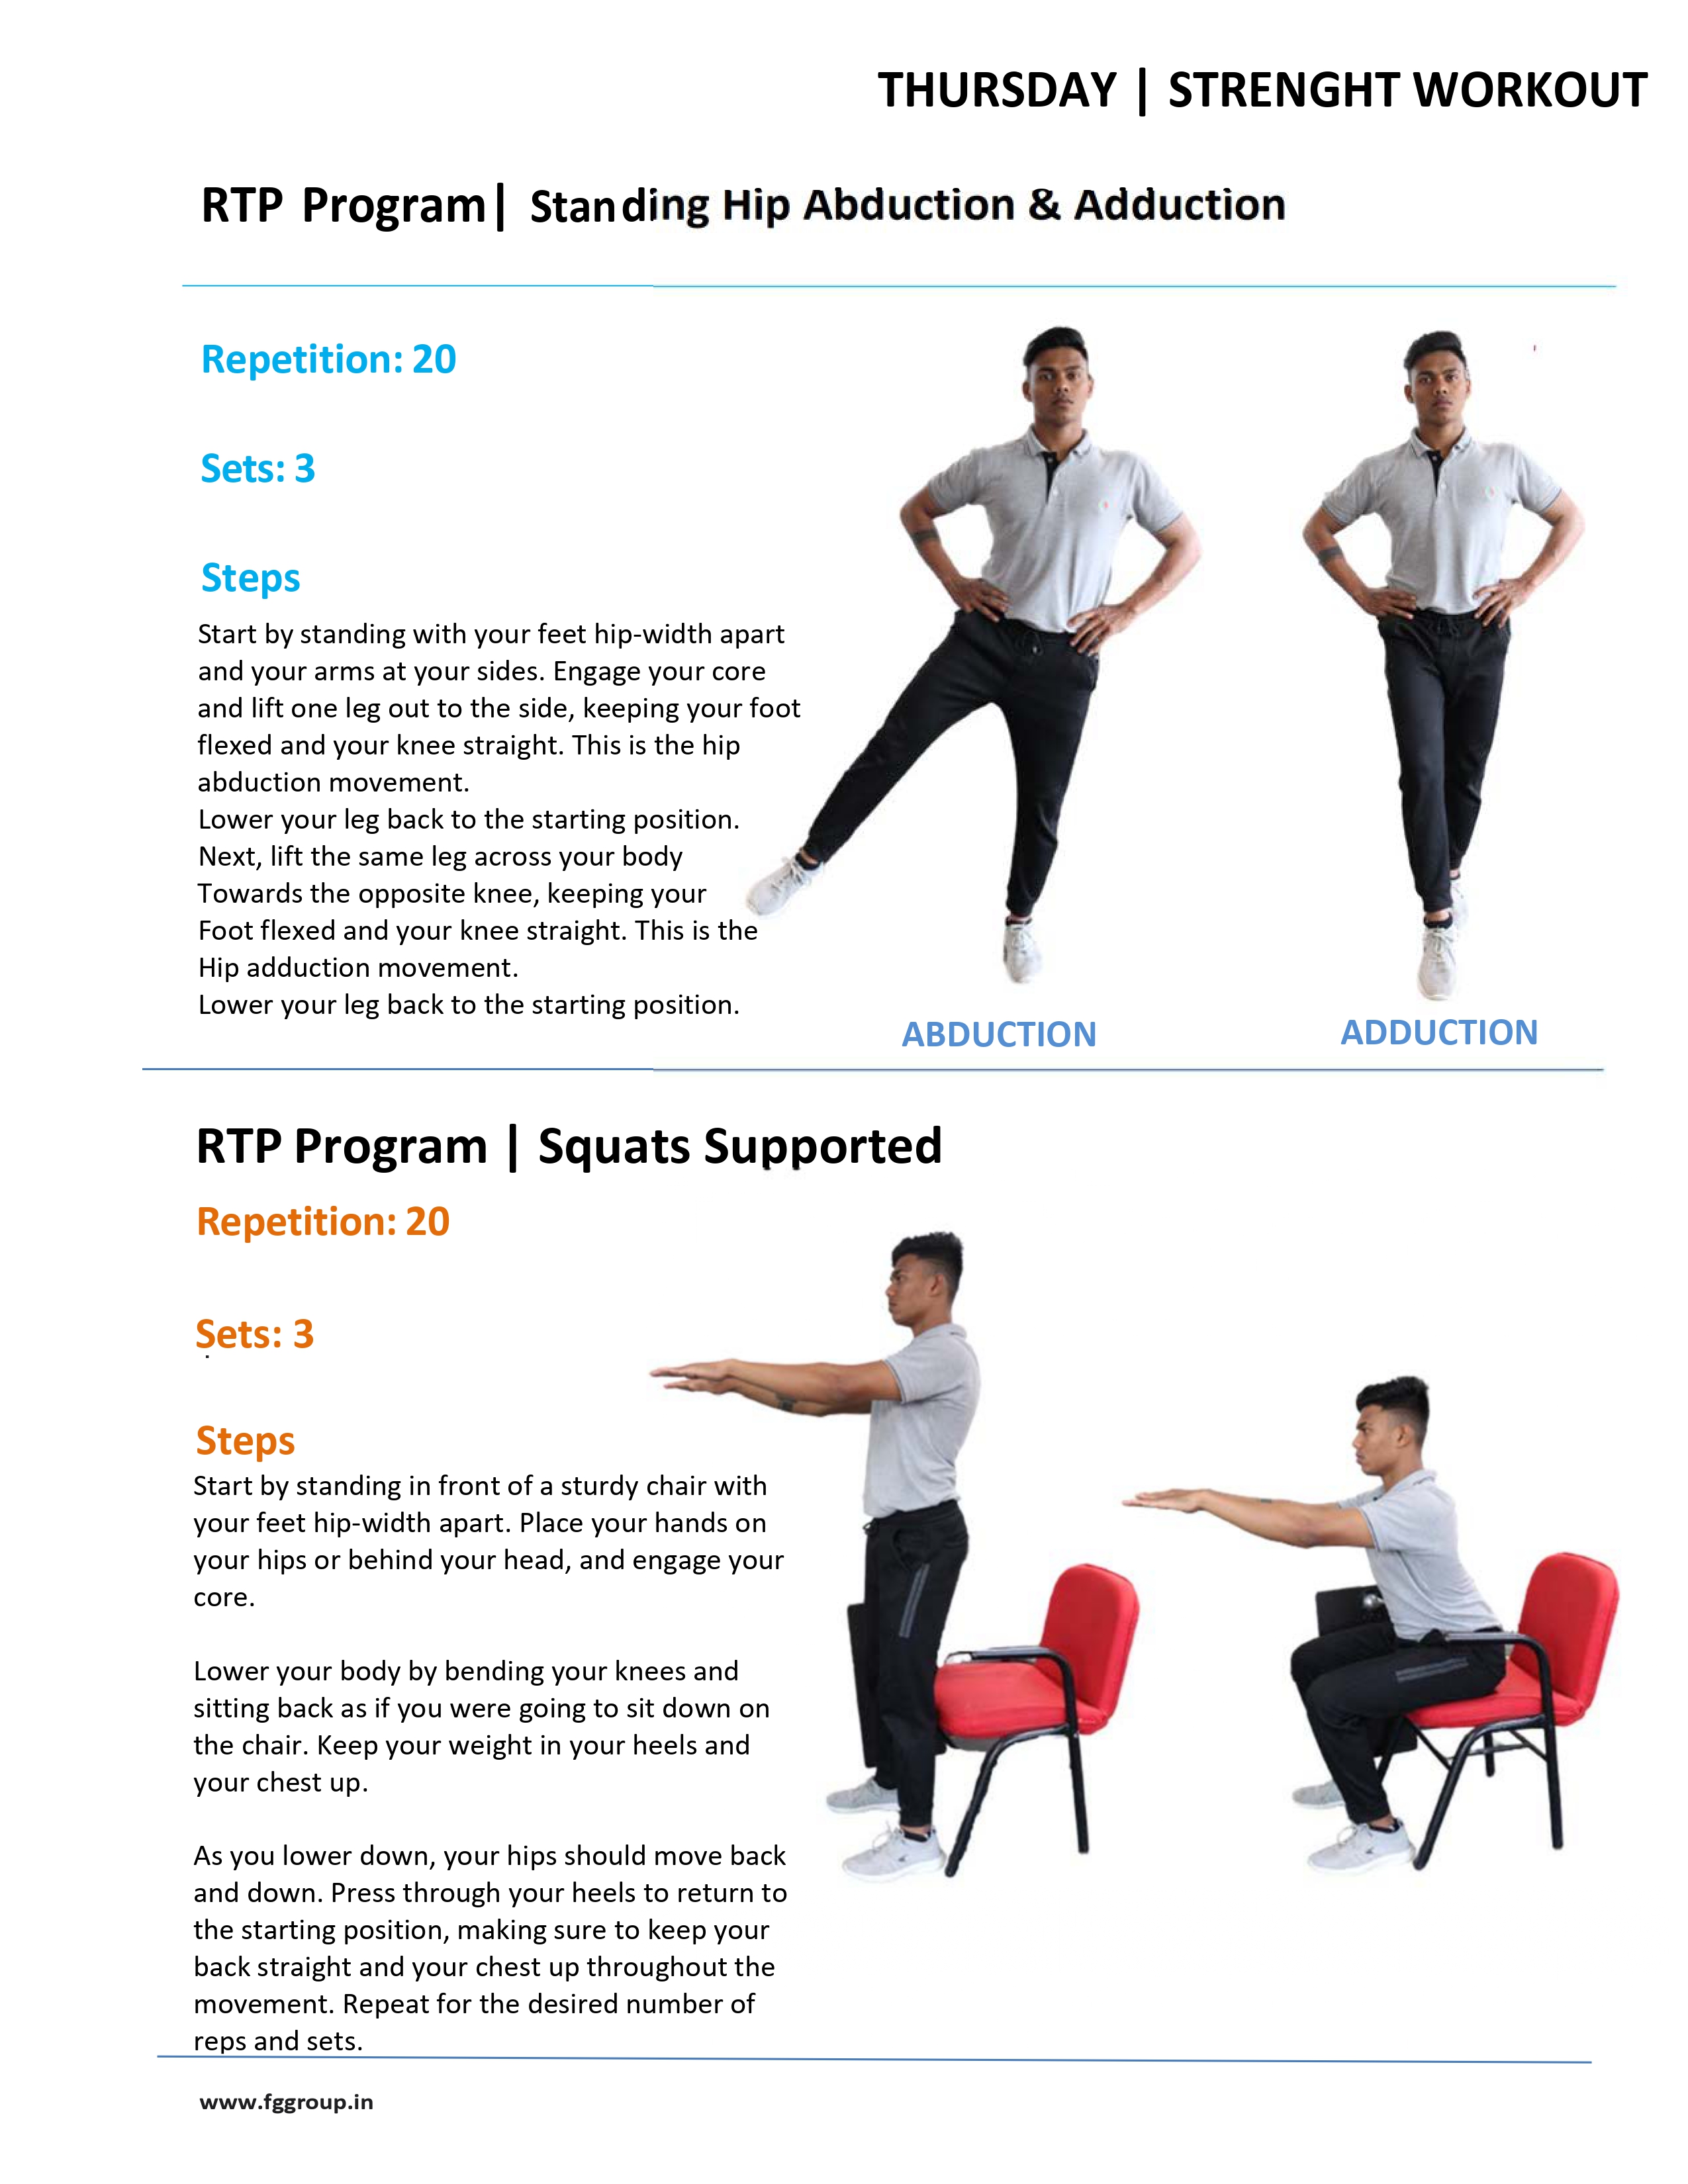 THURSDAY | STRENGHT WORKOUT
RTP Program| Standing Hip Abduction & Adduction
Repetition: 20
Sets: 3
Steps
Start by standing with your feet hip-width apart
and your arms at your sides. Engage your core
and lift one leg out to the side, keeping your foot
flexed and your knee straight. This is the hip
abduction movement.
Lower your leg back to the starting position.
Next, lift the same leg across your body
Towards the opposite knee, keeping your
Foot flexed and your knee straight. This is the
Hip adduction movement.
Lower your leg back to the starting position.
ABDUCTION
ADDUCTION
RTP Program | Squats Supported
Repetition: 20
Sets: 3
Steps
Start by standing in front of a sturdy chair with
your feet hip-width apart. Place your hands on
your hips or behind your head, and engage your
core.
Lower your body by bending your knees and
sitting back as if you were going to sit down on
the chair. Keep your weight in your heels and
your chest up.
As you lower down, your hips should move back
and down. Press through your heels to return to
the starting position, making sure to keep your
back straight and your chest up throughout the
movement. Repeat for the desired number of
reps and sets.
www.fggroup.in